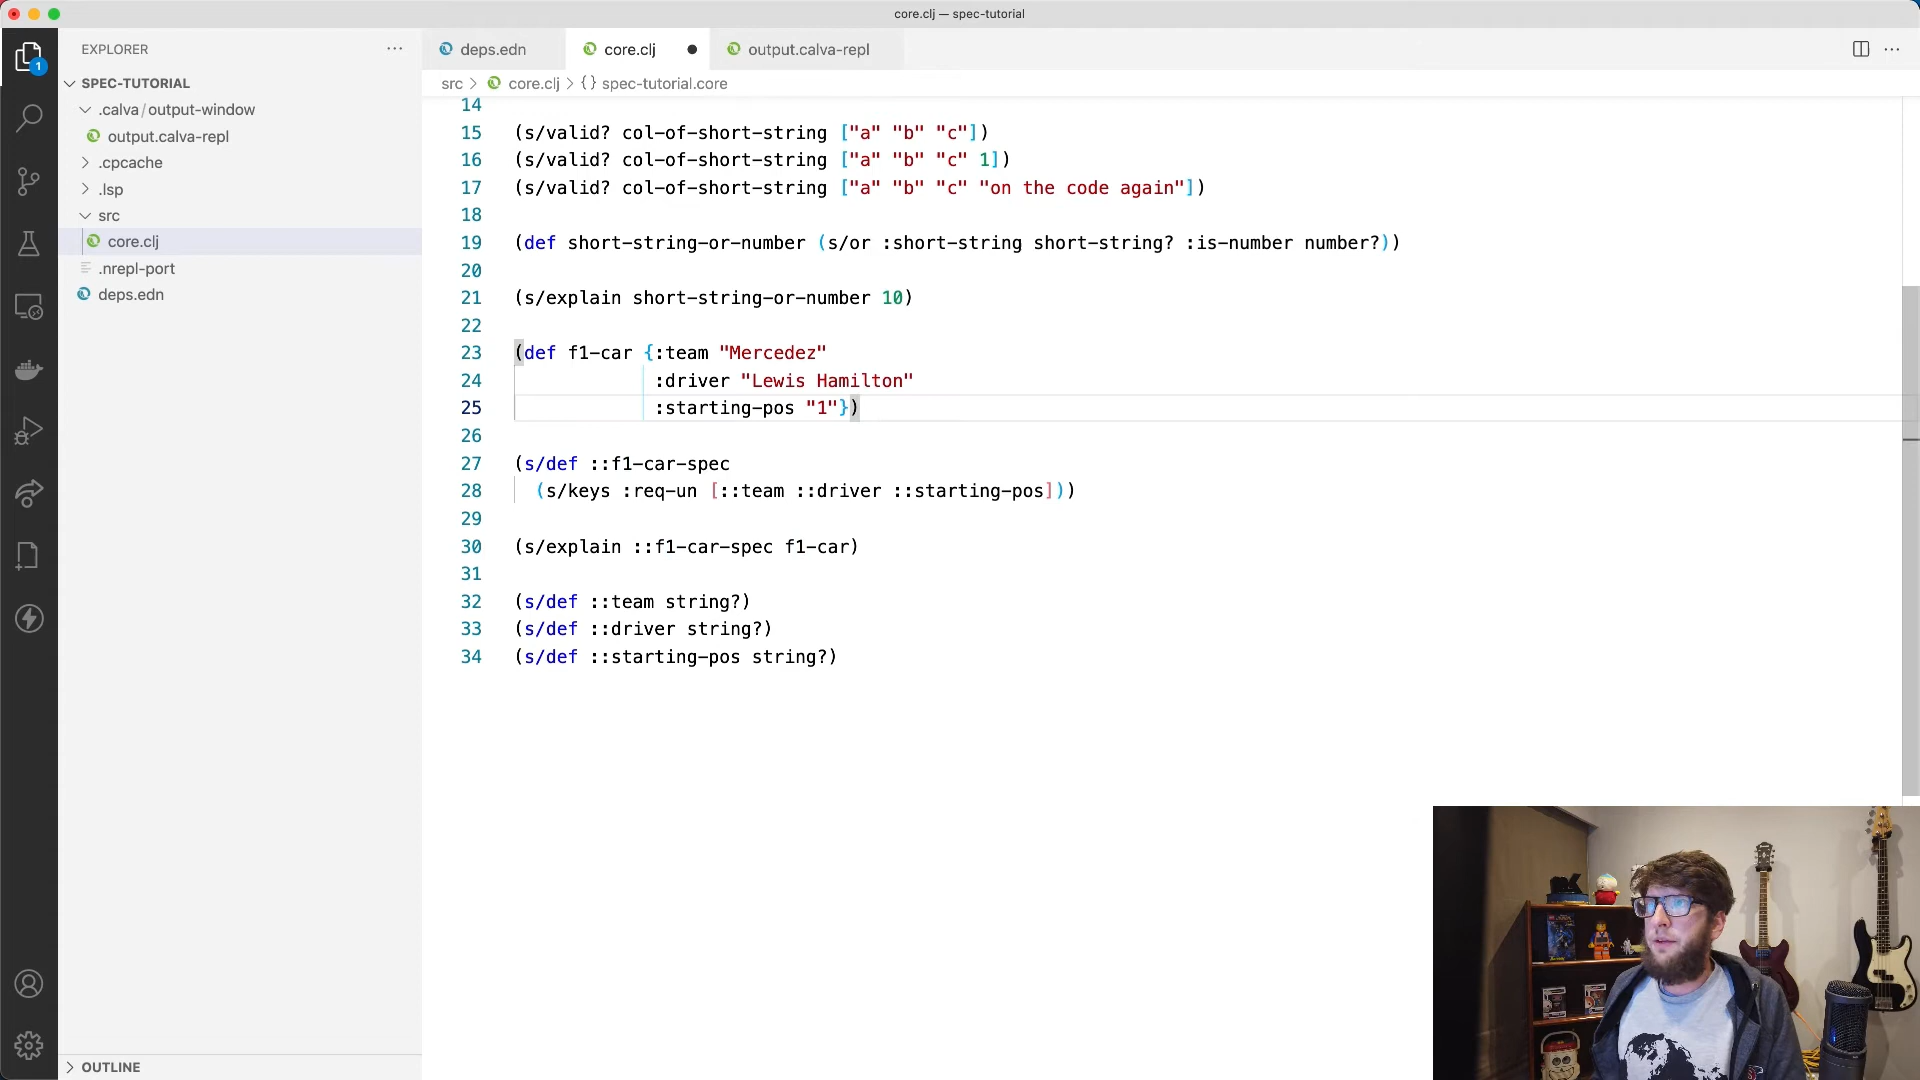 core.clj — spec-tutorial
EXPLORER
deps.edn
core.clj
output.calva-repl
1
SPEC-TUTORIAL
src > core.clj > {} spec-tutorial.core
.calva/output-window
output.calva-repl
.cpcache
.lsp
src
core.clj
.nrepl-port
deps.edn
14
15 (s/valid? col-of-short-string ["a" "b" "c"])
16 (s/valid? col-of-short-string ["a" "b" "c" 1])
17 (s/valid? col-of-short-string ["a" "b" "c" "on the code again"])
18
19 (def short-string-or-number (s/or :short-string short-string? :is-number number?))
20
21 (s/explain short-string-or-number 10)
22
23 (def f1-car {:team "Mercedez"
24 :driver "Lewis Hamilton"
25 :starting-pos "1"})
26
27 (s/def ::f1-car-spec
28 (s/keys :req-un [::team ::driver ::starting-pos]))
29
30 (s/explain ::f1-car-spec f1-car)
31
32 (s/def ::team string?)
33 (s/def ::driver string?)
34 (s/def ::starting-pos string?)
OUTLINE